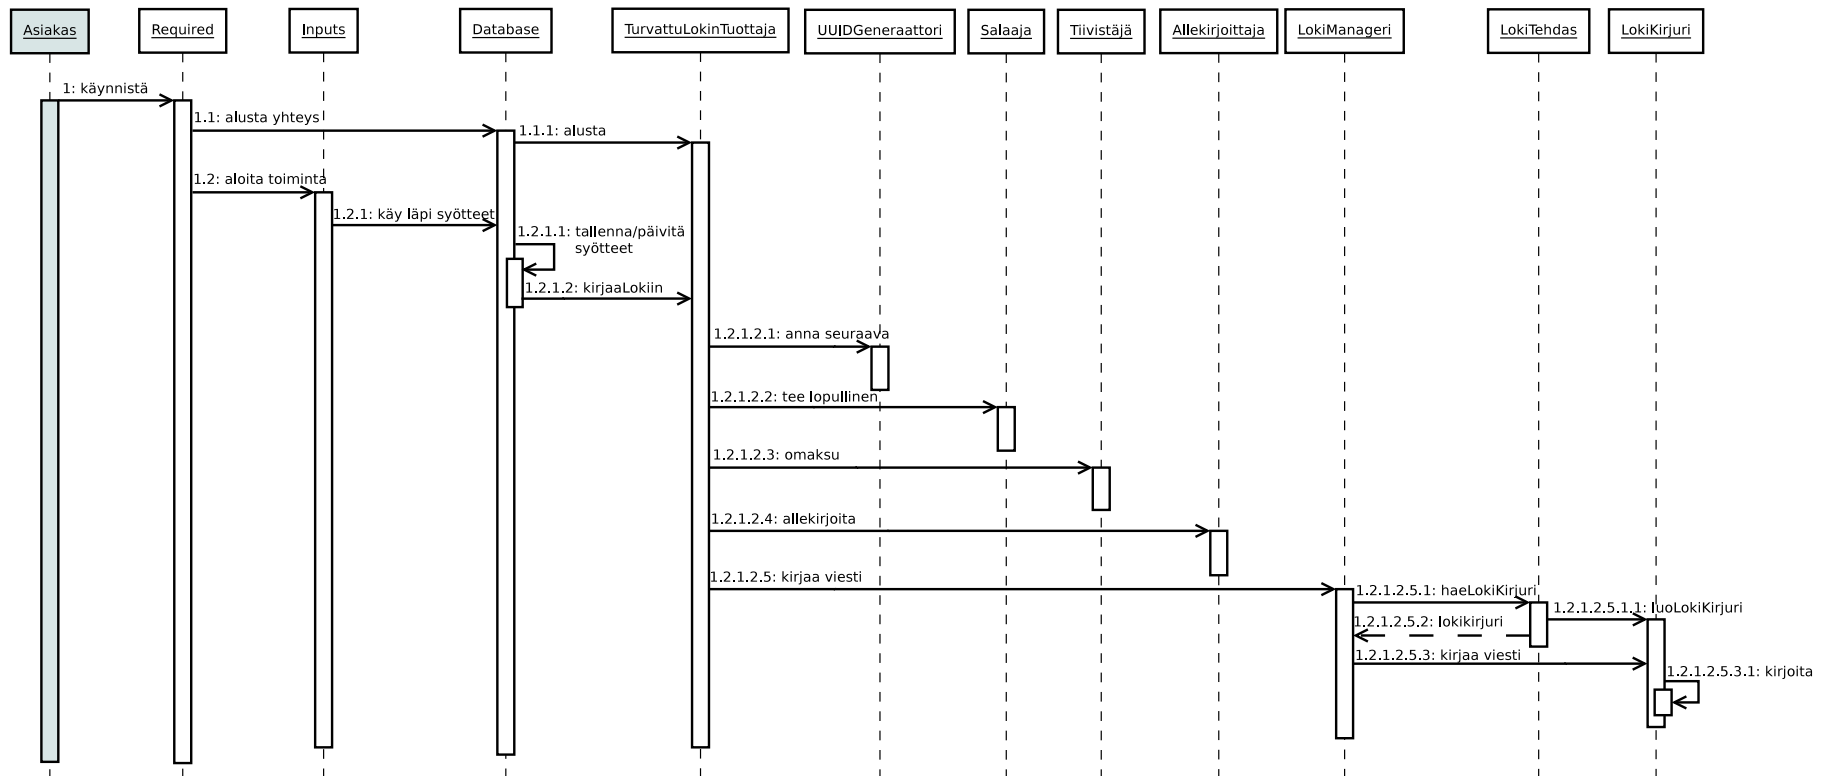 Asiakas
Required
Inputs
Database
TurvattuLokinTuottaja
UUIDGeneraattori
Salaaja
Tiivistäjä
Allekirjoittaja
LokiManageri
LokiTehdas
LokiKirjuri
1: käynnistä
1.1: alusta yhteys
1.1.1: alusta
1.2: aloita toiminta
1.2.1: käy läpi syötteet
1.2.1.1: tallenna/päivitä
syötteet
1.2.1.2: kirjaaLokiin
1.2.1.2.1: anna seuraava
1.2.1.2.2: tee lopullinen
1.2.1.2.3: omaksu
1.2.1.2.4: allekirjoita
1.2.1.2.5: kirjaa viesti
1.2.1.2.5.1: haeLokiKirjuri
1.2.1.2.5.1.1: luoLokiKirjuri
1.2.1.2.5.2: lokikirjuri
1.2.1.2.5.3: kirjaa viesti
1.2.1.2.5.3.1: kirjoita